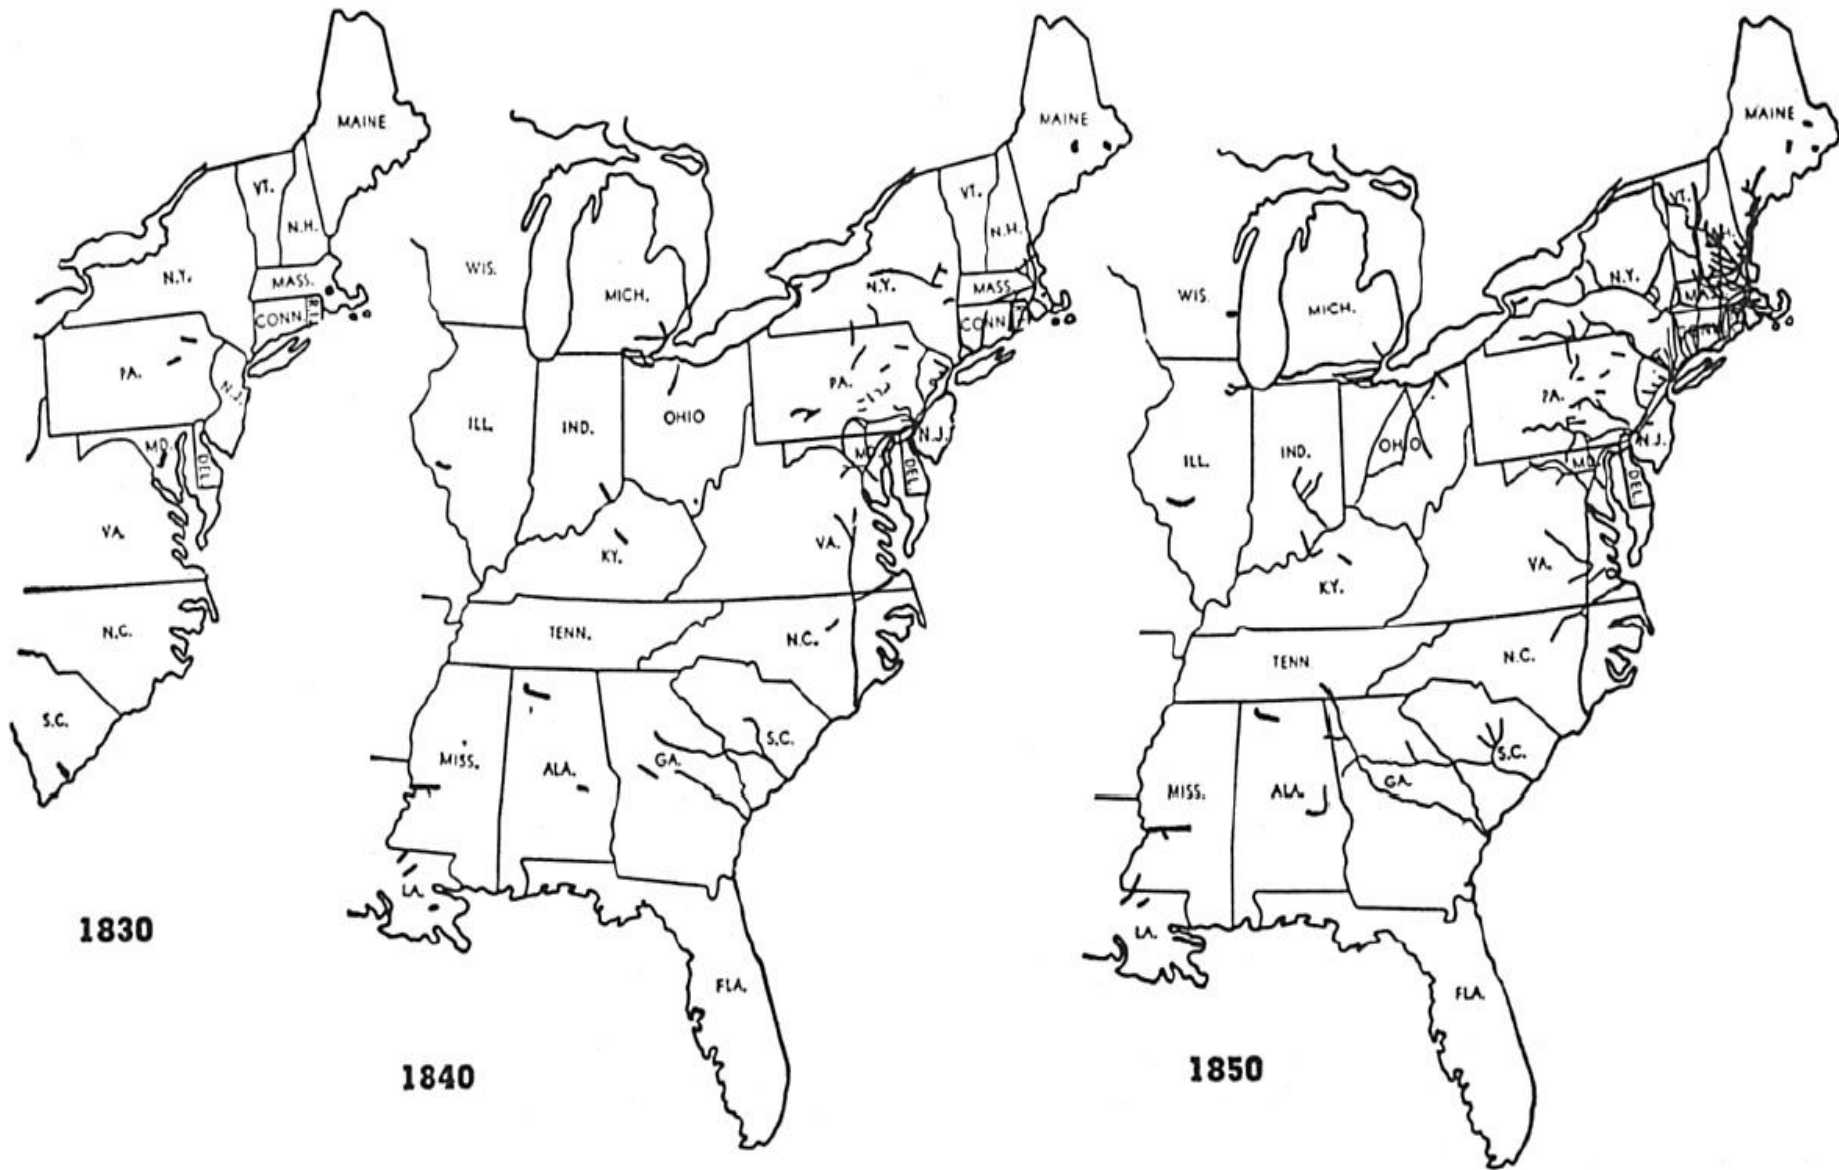 MAINE
VT.
N.H.
N.Y.
MASS.
CONN.
R.I.
PA.
N.J.
MD.
DEL.
VA.
N.C.
S.C.
1830
MAINE
VT.
N.H.
WIS.
MICH.
N.Y.
MASS.
CONN.
R.I.
PA.
OHIO
ILL.
IND.
N.J.
MD.
DEL.
VA.
KY.
TENN.
N.C.
S.C.
MISS.
ALA.
GA.
LA.
FLA.
1840
MAINE
VT.
N.H.
N.Y.
WIS.
MICH.
MASS.
CONN.
PA.
OHIO
N.J.
ILL.
IND.
MD.
DEL.
VA.
KY.
TENN
N.C.
S.C.
MISS.
ALA.
GA.
LA.
FLA.
1850